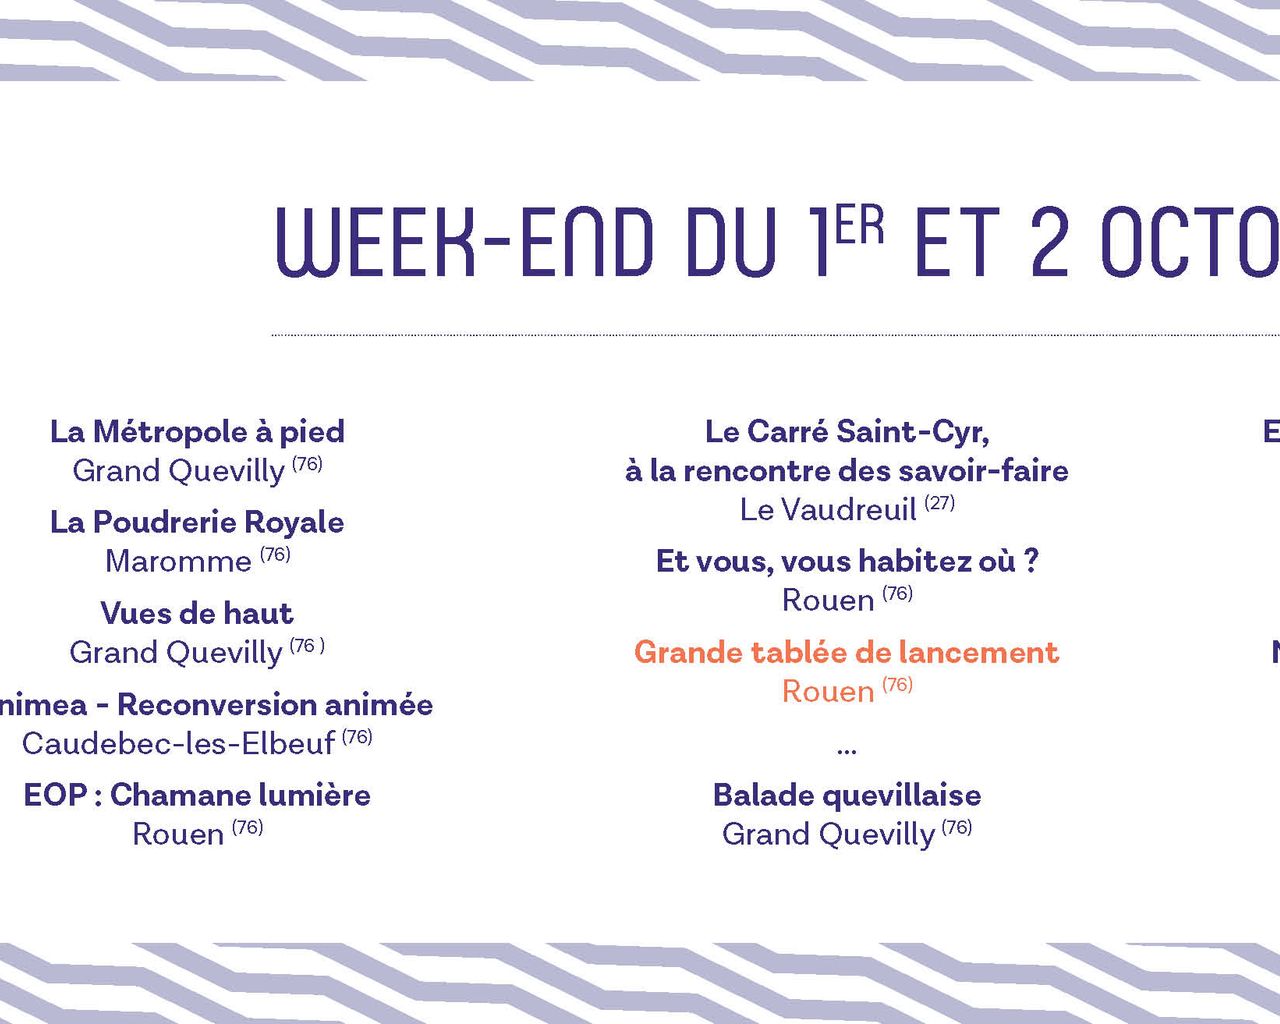 WEEK-END DU 1ER ET 2 OCTO
La Métropole à pied
Grand Quevilly (76)
La Poudrerie Royale
Maromme (76)
Vues de haut
Grand Quevilly (76 )
nimea - Reconversion animée
Caudebec-les-Elbeuf (76)
EOP : Chamane lumière
Rouen (76)
Le Carré Saint-Cyr,
à la rencontre des savoir-faire
Le Vaudreuil (27)
Et vous, vous habitez où ?
Rouen (76)
Grande tablée de lancement
Rouen (76)
...
Balade quevillaise
Grand Quevilly (76)